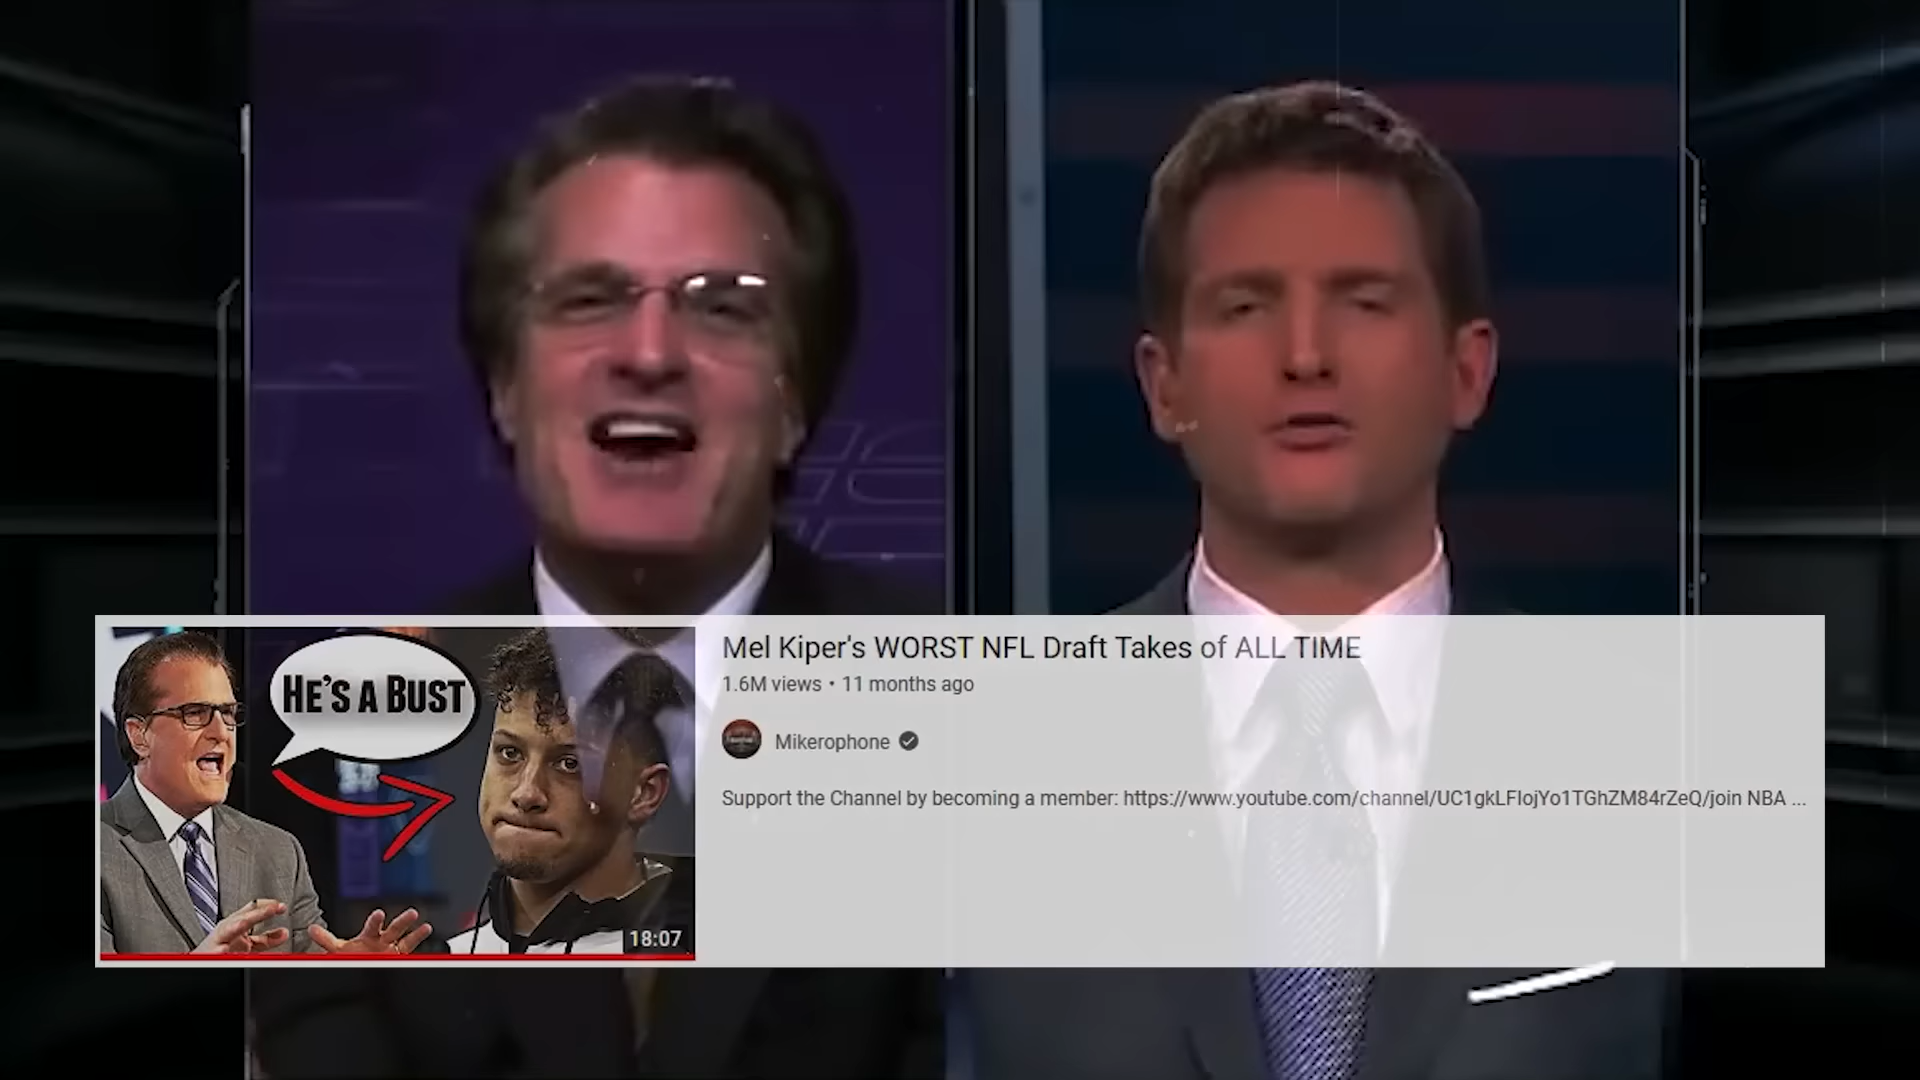 HE'S A BUST
18:07
Mel Kiper's WORST NFL Draft Takes of ALL TIME
1.6M views • 11 months ago
Mikerophone
Support the Channel by becoming a member: https://www.youtube.com/channel/UC1gkLFlojYo1TGhZM84rZeQ/join NBA ...